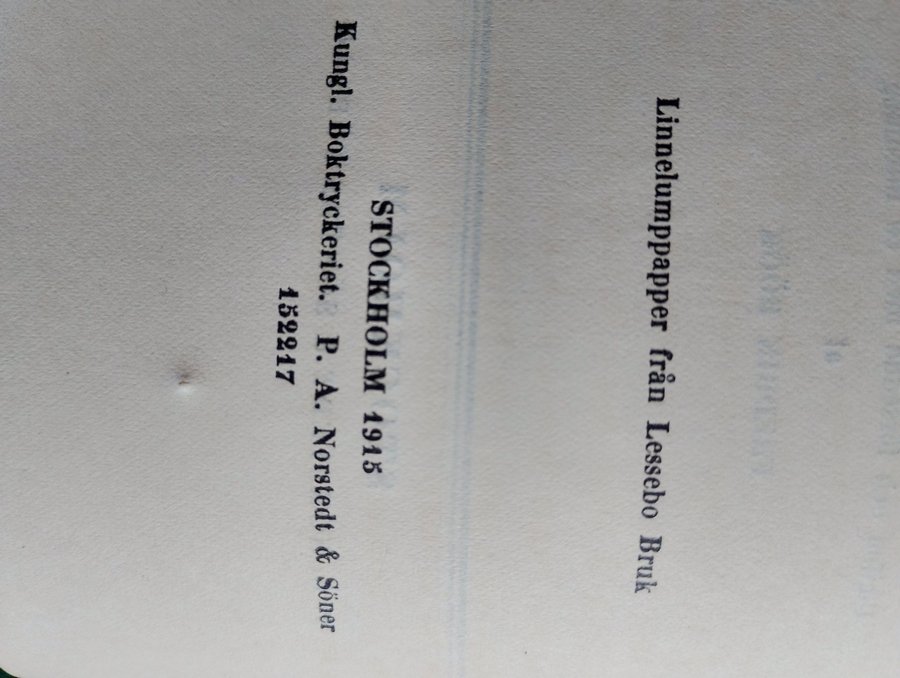 Linnelumppapper från Lessebo Bruk
STOCKHOLM 1915
Kungl. Boktryckeriet. P. A. Norstedt & Söner
152217